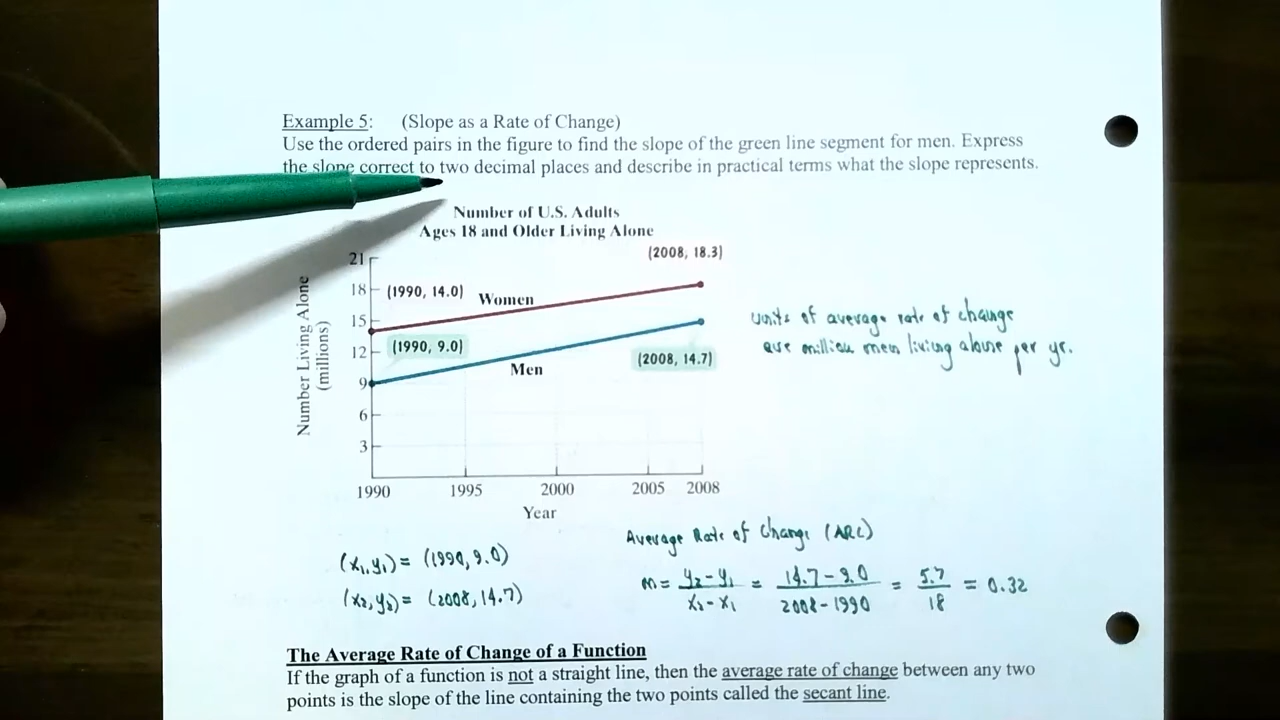 Example 5: (Slope as a Rate of Change)
Use the ordered pairs in the figure to find the slope of the green line segment for men. Express
the slope correct to two decimal places and describe in practical terms what the slope represents.
Number of U.S. Adults
Ages 18 and Older Living Alone
(2008, 18.3)
21
18
(1990, 14.0)
Women
15
(1990, 9.0)
12
(2008, 14.7)
Men
9
6
3
Number Living Alone
(millions)
1990 1995 2000 2005 2008
Year
units of average rate of change
are million men living alone per yr.
Average Rate of Change (ARC)
(x₁,y₁) = (1990, 9.0)
(x₂,y₂) = (2008, 14.7)
m = y₂-y₁ / x₂-x₁ = 14.7-9.0 / 2008-1990 = 5.7 / 18 = 0.32
The Average Rate of Change of a Function
If the graph of a function is not a straight line, then the average rate of change between any two
points is the slope of the line containing the two points called the secant line.